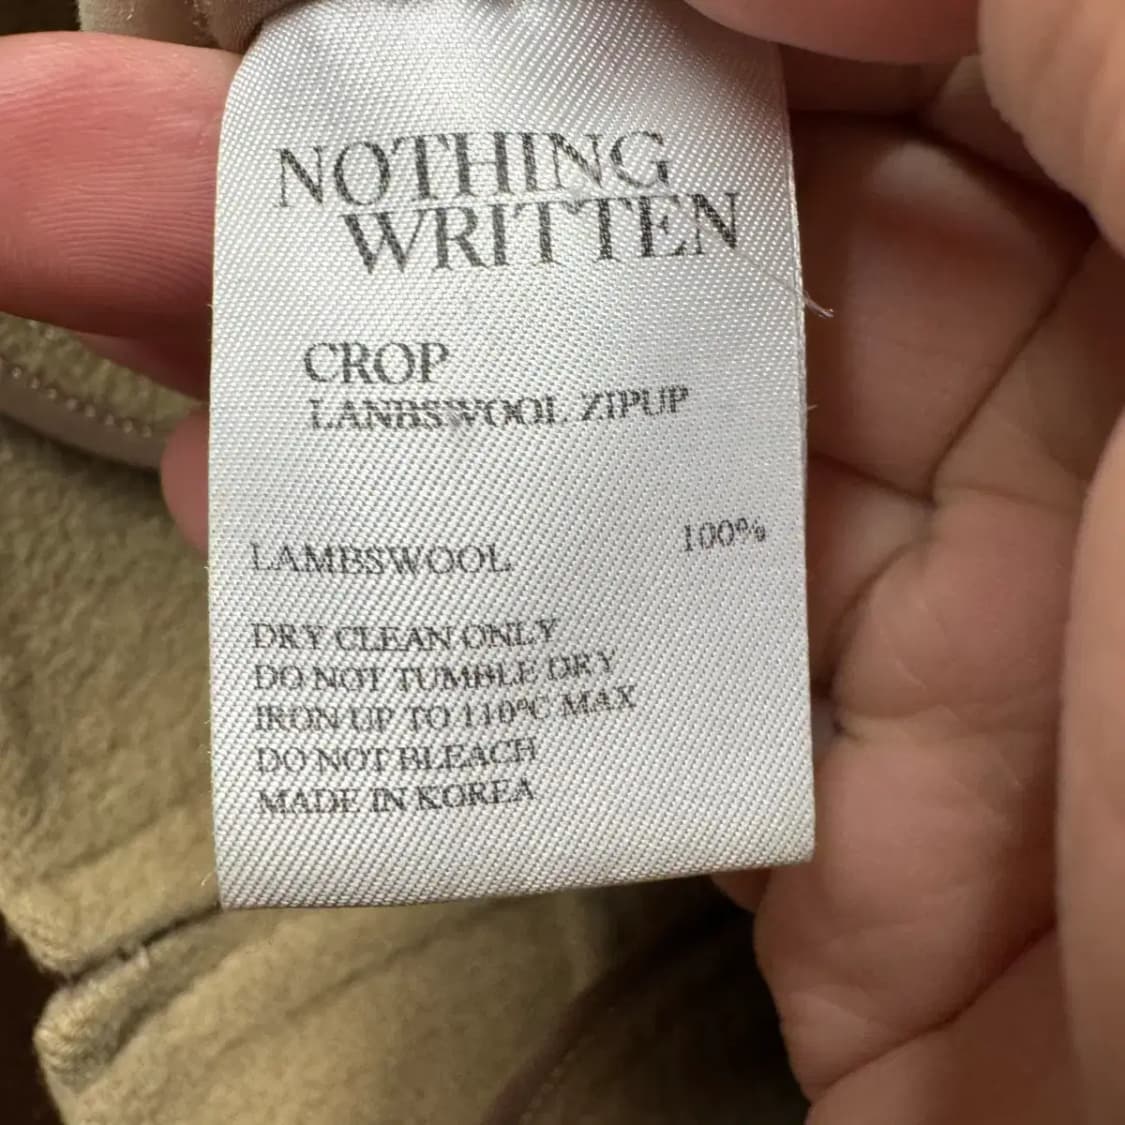 NOTHING
WRITTEN
CROP
LANBSWOOL ZIPUP
LAMBSWOOL 100%
DRY CLEAN ONLY
DO NOT TUMBLE DRY
IRON UP TO 110°C MAX
DO NOT BLEACH
MADE IN KOREA